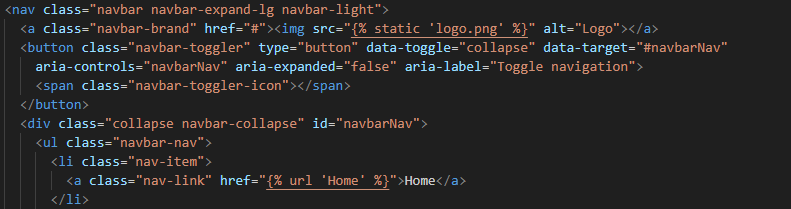 <nav class="navbar navbar-expand-lg navbar-light">
<a class="navbar-brand" href="#"><img src="{% static 'logo.png' %}" alt="Logo"></a>
<button class="navbar-toggler" type="button" data-toggle="collapse" data-target="#navbarNav"
aria-controls="navbarNav" aria-expanded="false" aria-label="Toggle navigation">
<span class="navbar-toggler-icon"></span>
</button>
<div class="collapse navbar-collapse" id="navbarNav">
<ul class="navbar-nav">
<li class="nav-item">
<a class="nav-link" href="{% url 'Home' %}">Home</a>
</li>